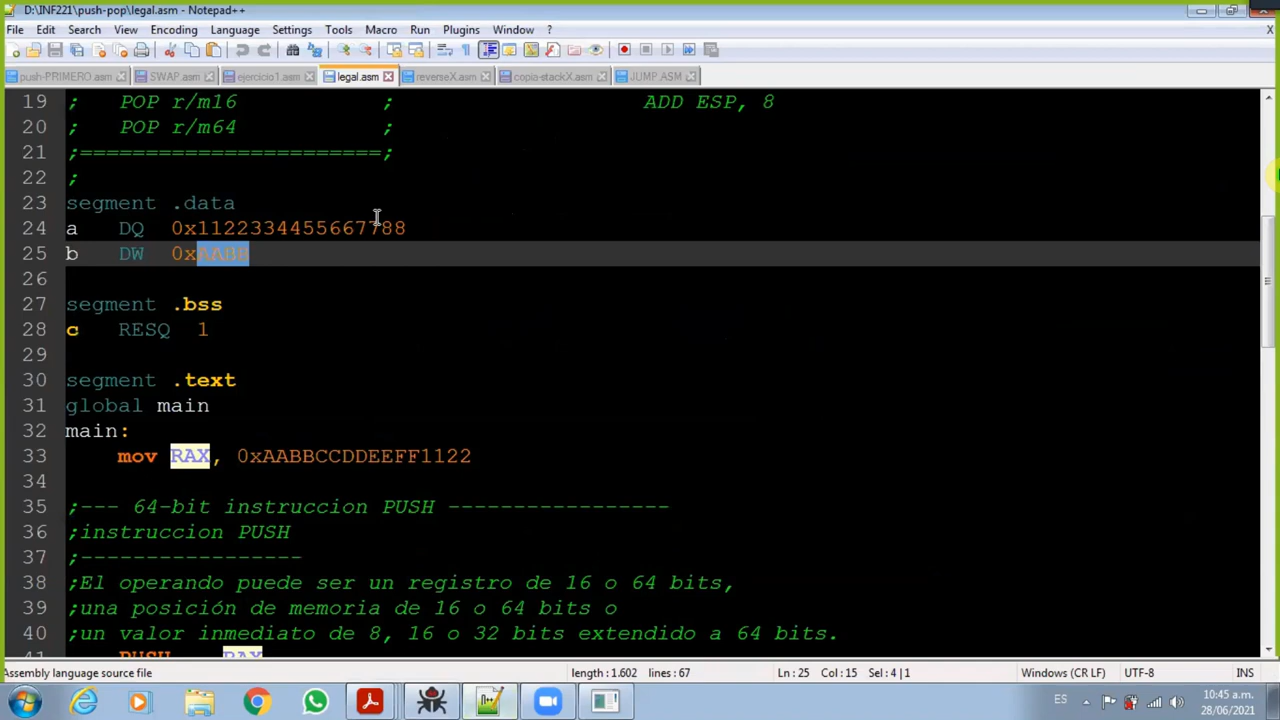 D:\INF221\push-pop\legal.asm - Notepad++
File Edit Search View Encoding Language Settings Tools Macro Run Plugins Window ? X
push-PRIMERO.asm SWAP.asm ejercicio1.asm legal.asm reverseX.asm copia-stackX.asm JUMP.ASM
19 ; POP r/m16 ; ADD ESP, 8
20 ; POP r/m64 ;
21 ;=======================;
22 ;
23 segment .data
24 a DQ 0x1122334455667788
25 b DW 0xAABB
26
27 segment .bss
28 c RESQ 1
29
30 segment .text
31 global main
32 main:
33 mov RAX, 0xAABBCCDDEEFF1122
34
35 ;--- 64-bit instruccion PUSH -----------------
36 ;instruccion PUSH
37 ;-----------------
38 ;El operando puede ser un registro de 16 o 64 bits,
39 ;una posición de memoria de 16 o 64 bits o
40 ;un valor inmediato de 8, 16 o 32 bits extendido a 64 bits.
41 PUSH RAX
Assembly language source file length:1.602 lines:67 Ln:25 Col:15 Sel:4|1 Windows (CR LF) UTF-8 INS
ES 10:45 a.m.
28/06/2021